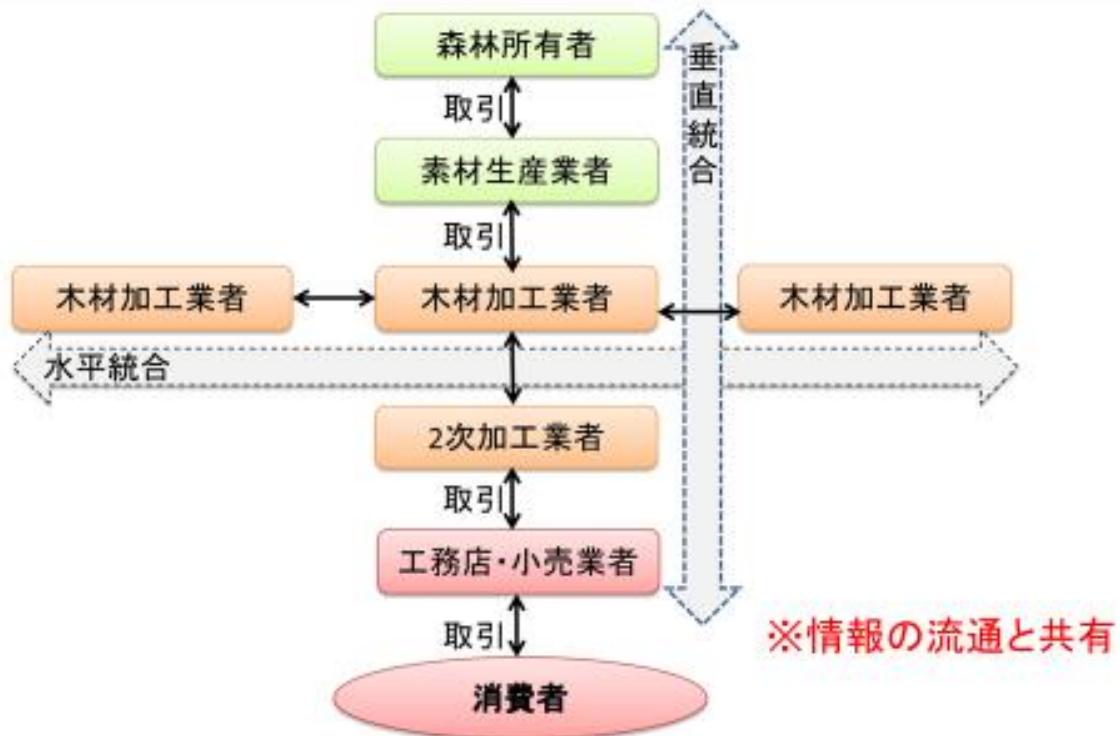 森林所有者
垂直統合
取引
素材生産業者
取引
木材加工業者
木材加工業者
木材加工業者
水平統合
2次加工業者
取引
工務店・小売業者
取引
※情報の流通と共有
消費者